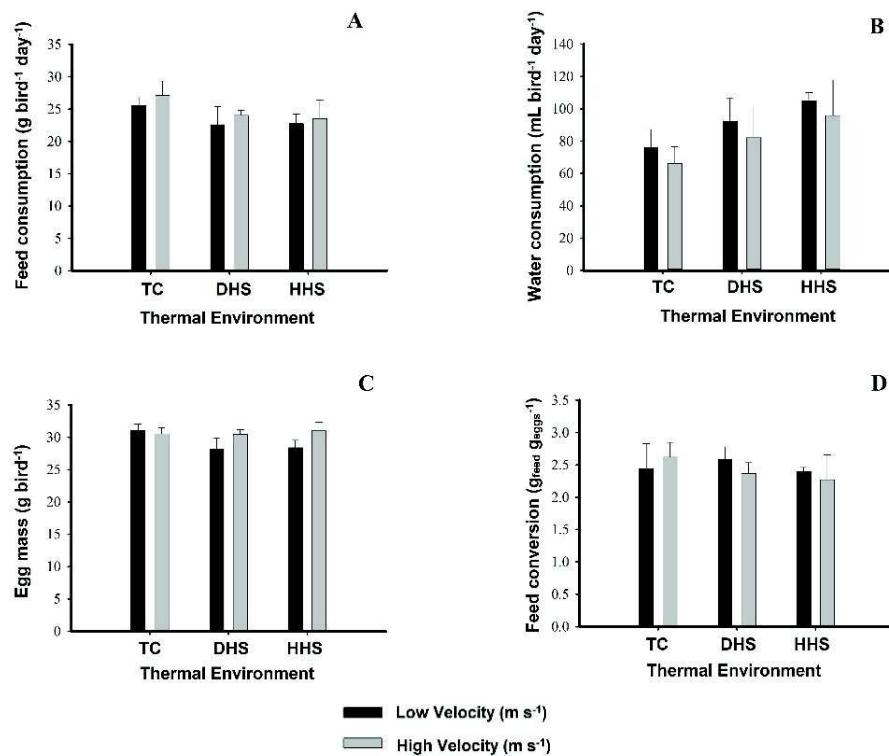 A
Feed consumption (g bird⁻¹ day⁻¹)
35
30
25
20
15
10
5
0
TC DHS HHS
Thermal Environment
B
Water consumption (mL bird⁻¹ day⁻¹)
140
120
100
80
60
40
20
0
TC DHS HHS
Thermal Environment
C
Egg mass (g bird⁻¹)
35
30
25
20
15
10
5
0
TC DHS HHS
Thermal Environment
D
Feed conversion (g feed g eggs⁻¹)
3.5
3.0
2.5
2.0
1.5
1.0
0.5
0.0
TC DHS HHS
Thermal Environment
Low Velocity (m s⁻¹)
High Velocity (m s⁻¹)